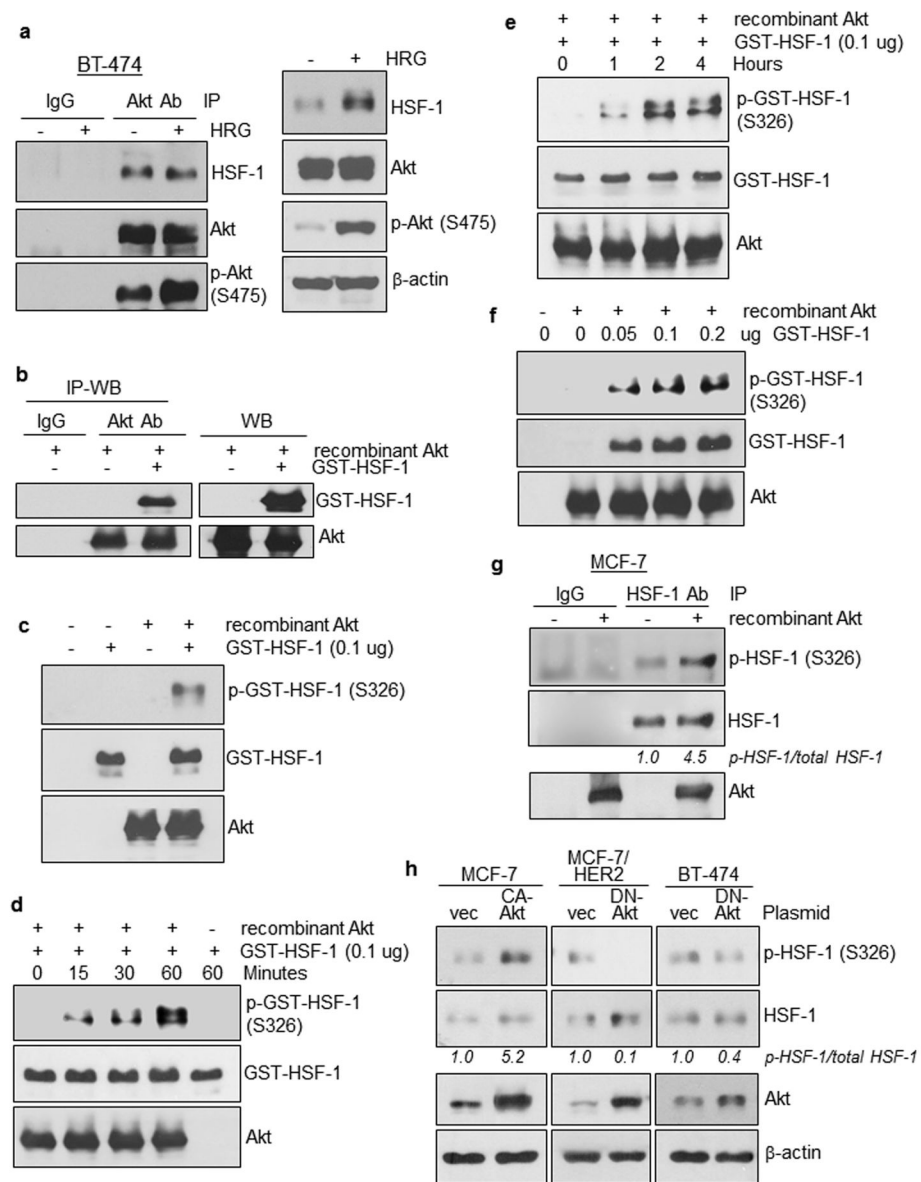 a
BT-474
IgG Akt Ab IP
- + - + HRG
HSF-1
Akt
p-Akt
(S475)
- + HRG
HSF-1
Akt
p-Akt (S475)
β-actin
b
IP-WB
IgG Akt Ab WB
+ + + + + recombinant Akt
- - + - + GST-HSF-1
GST-HSF-1
Akt
c
- - + + recombinant Akt
- + - + GST-HSF-1 (0.1 ug)
p-GST-HSF-1 (S326)
GST-HSF-1
Akt
d
+ + + + - recombinant Akt
+ + + + + GST-HSF-1 (0.1 ug)
0 15 30 60 60 Minutes
p-GST-HSF-1
(S326)
GST-HSF-1
Akt
e
+ + + + recombinant Akt
+ + + + GST-HSF-1 (0.1 ug)
0 1 2 4 Hours
p-GST-HSF-1
(S326)
GST-HSF-1
Akt
f
- + + + + recombinant Akt
0 0 0.05 0.1 0.2 ug GST-HSF-1
p-GST-HSF-1
(S326)
GST-HSF-1
Akt
g
MCF-7
IgG HSF-1 Ab IP
- + - + recombinant Akt
p-HSF-1 (S326)
HSF-1
1.0 4.5 p-HSF-1/total HSF-1
Akt
h
MCF-7 MCF-7/
HER2 BT-474
vec CA-
Akt vec DN-
Akt vec DN-
Akt Plasmid
p-HSF-1 (S326)
HSF-1
1.0 5.2 1.0 0.1 1.0 0.4 p-HSF-1/total HSF-1
Akt
β-actin